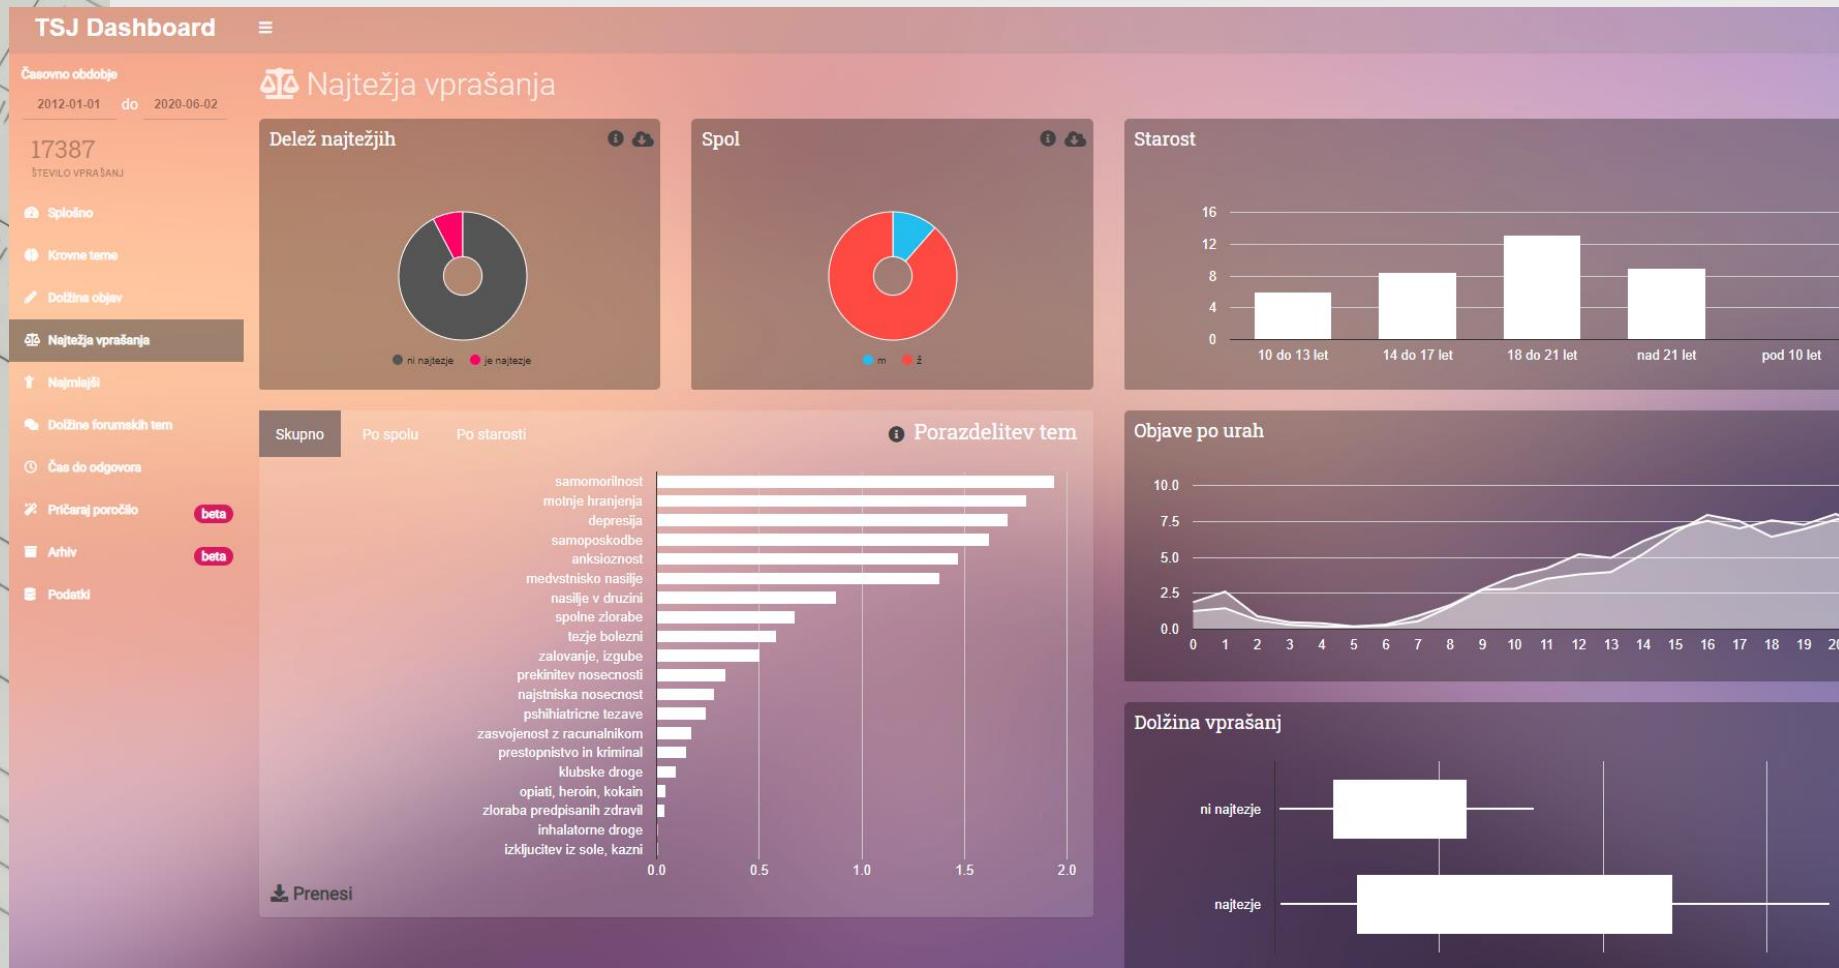 TSJ Dashboard
Časovno obdobje
2012-01-01 do 2020-06-02
17387
ŠTEVILO VPRAŠANJ
Splošno
Krovne teme
Dolžina objav
Najtežja vprašanja
Najmlajši
Dolžine forumskih tem
Čas do odgovora
Pričaraj poročilo beta
Arhiv beta
Podatki
Najtežja vprašanja
Delež najtežjih
ni najtezje je najtezje
Spol
m ž
Starost
16
12
8
4
0
10 do 13 let 14 do 17 let 18 do 21 let nad 21 let pod 10 let
Skupno Po spolu Po starosti Porazdelitev tem
samomorilnost
motnje hranjenja
depresija
samoposkodbe
anksioznost
medvstnisko nasilje
nasilje v druzini
spolne zlorabe
tezje bolezni
zalovanje, izgube
prekinitev nosecnosti
najstniska nosecnost
pshihiatricne tezave
zasvojenost z racunalnikom
prestopnistvo in kriminal
klubske droge
opiati, heroin, kokain
zloraba predpisanih zdravil
inhalatorne droge
izkljucitev iz sole, kazni
0.0 0.5 1.0 1.5 2.0
Prenesi
Objave po urah
10.0
7.5
5.0
2.5
0.0
0 1 2 3 4 5 6 7 8 9 10 11 12 13 14 15 16 17 18 19 20
Dolžina vprašanj
ni najtezje
najtezje